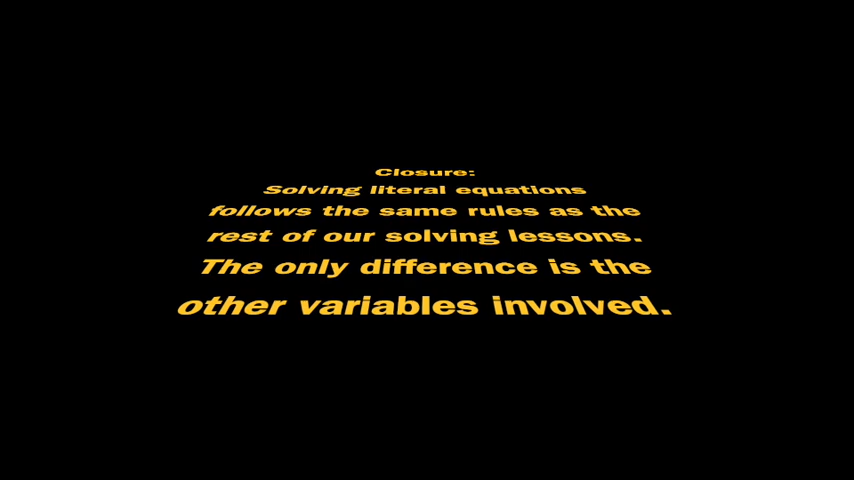 Closure:
Solving literal equations
follows the same rules as the
rest of our solving lessons.
The only difference is the
other variables involved.